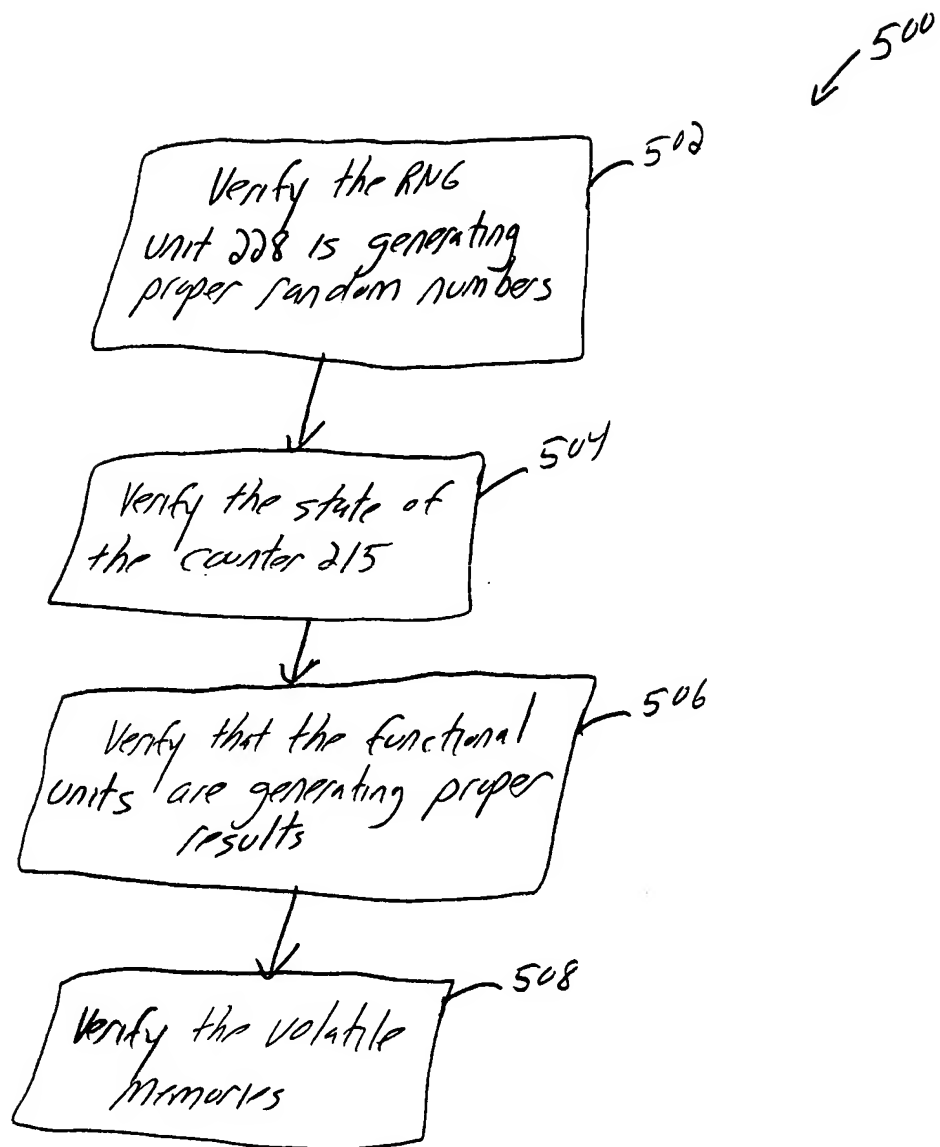 500
502
Verify the RNG
unit 228 is generating
proper random numbers
504
Verify the state of
the counter 215
506
Verify that the functional
units are generating proper
results
508
Verify the volatile
memories